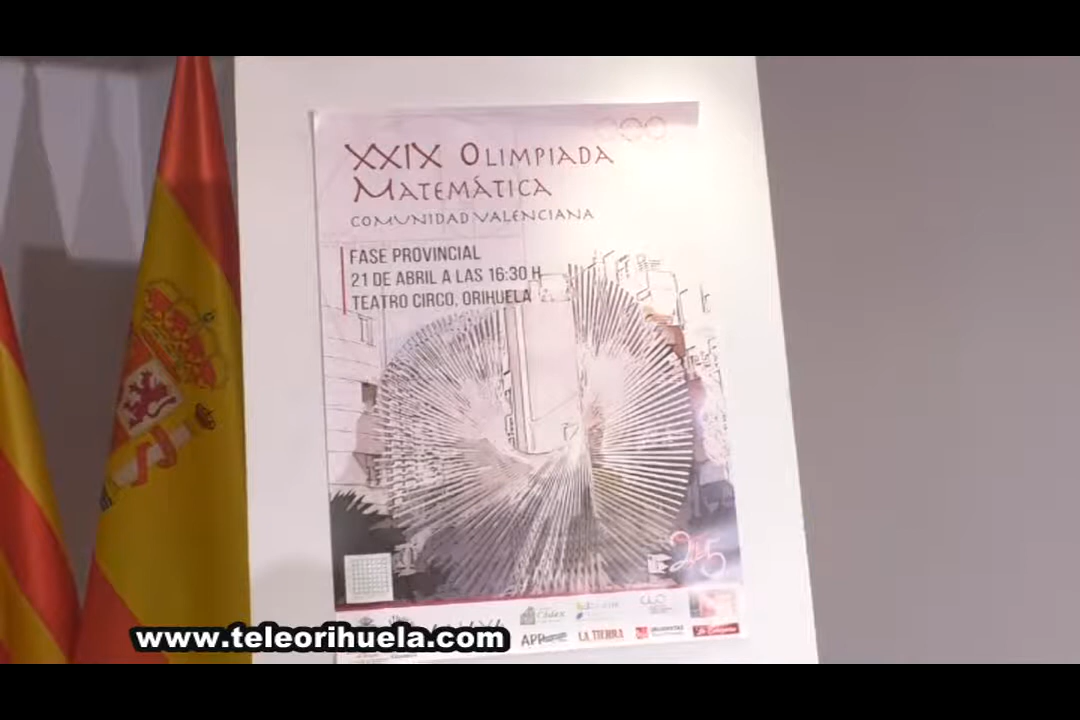 XXIX OLIMPIADA
MATEMÁTICA
COMUNIDAD VALENCIANA
FASE PROVINCIAL
21 DE ABRIL A LAS 16:30 H
TEATRO CIRCO, ORIHUELA
LA TIERRA
www.teleorihuela.com